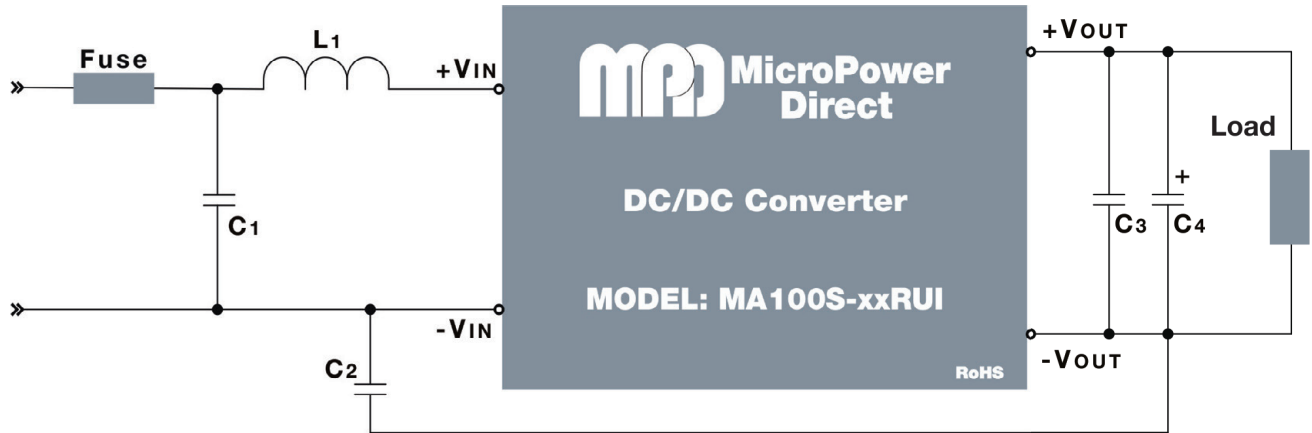 Fuse
L1
+VIN
C1
-VIN
C2
MPD
MicroPower
Direct
DC/DC Converter
MODEL: MA100S-xxRUI
RoHS
+VOUT
Load
+
C3
C4
-VOUT